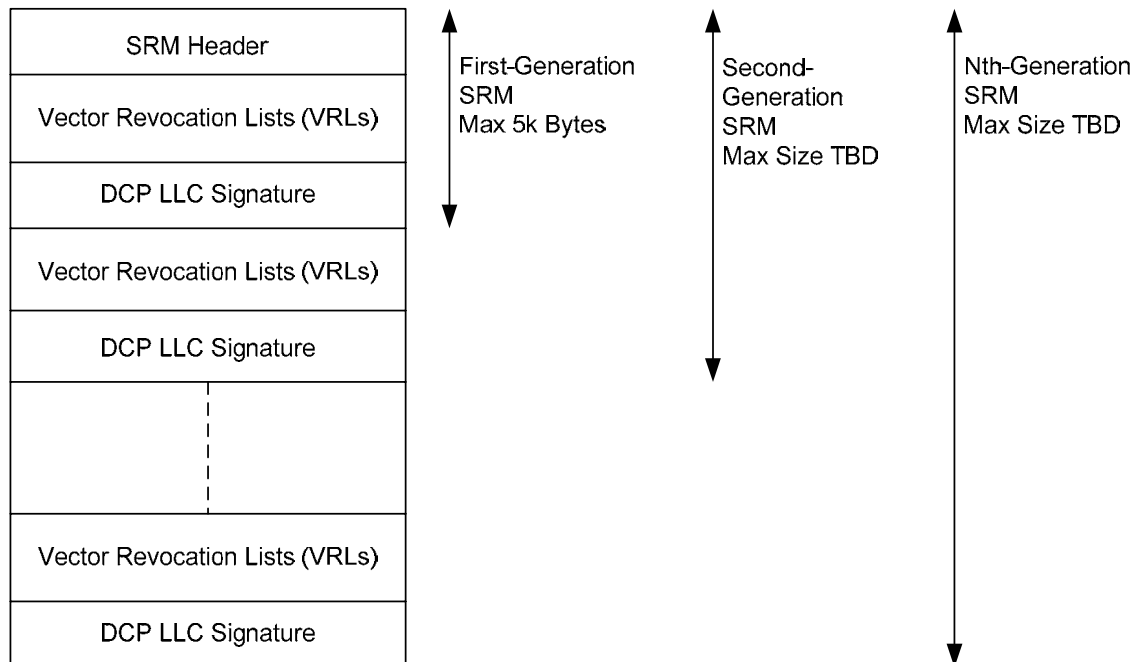 SRM Header
Vector Revocation Lists (VRLs)
DCP LLC Signature
Vector Revocation Lists (VRLs)
DCP LLC Signature
Vector Revocation Lists (VRLs)
DCP LLC Signature
First-Generation
SRM
Max 5k Bytes
Second-
Generation
SRM
Max Size TBD
Nth-Generation
SRM
Max Size TBD